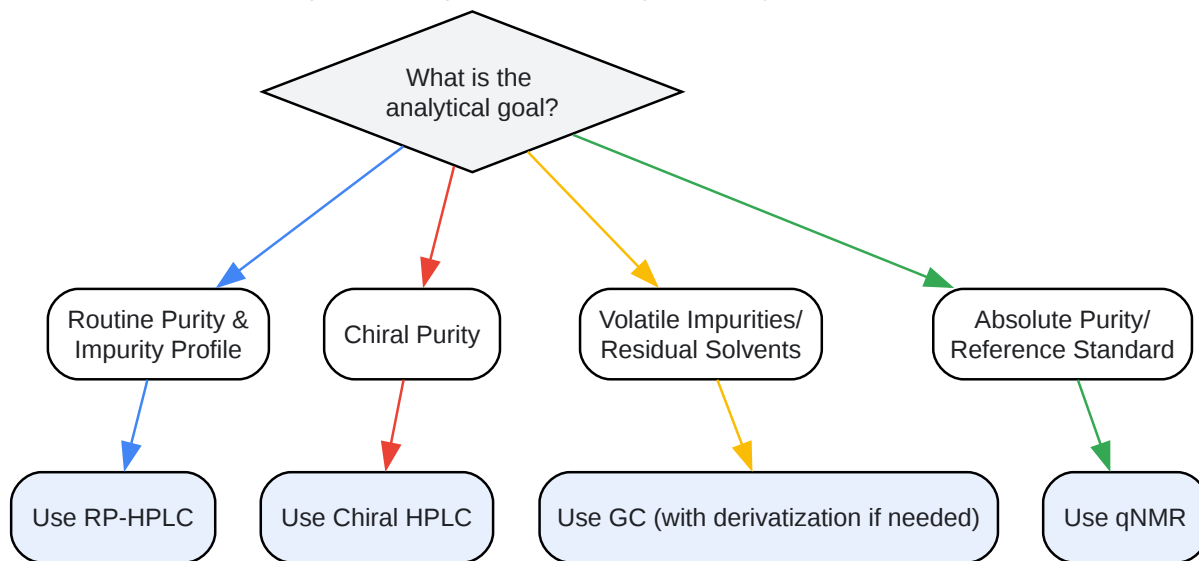 What is the
analytical goal?
Routine Purity &
Impurity Profile
Chiral Purity
Volatile Impurities/
Residual Solvents
Absolute Purity/
Reference Standard
Use RP-HPLC
Use Chiral HPLC
Use GC (with derivatization if needed)
Use qNMR